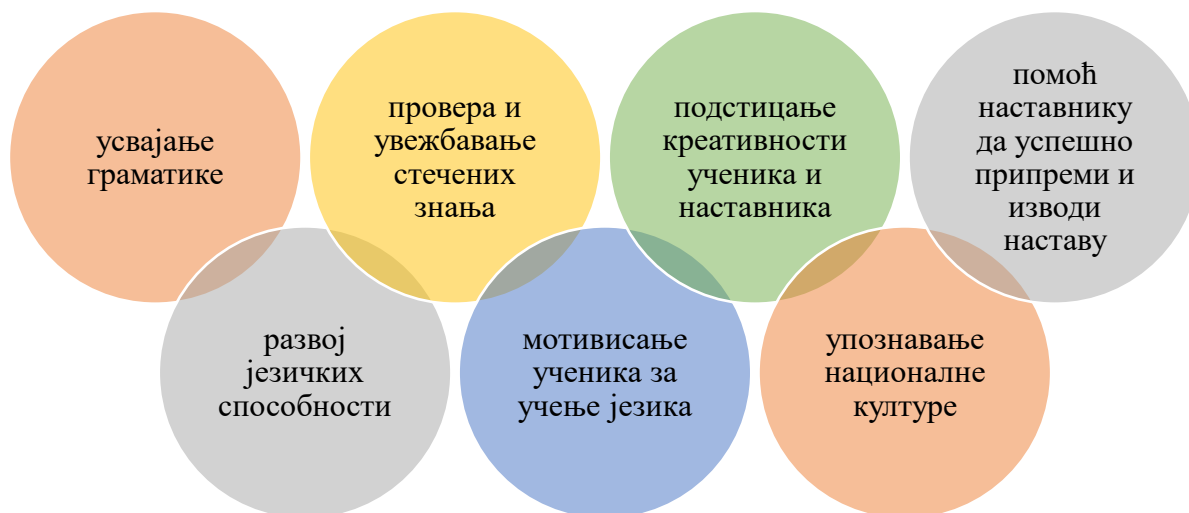 усвајање
граматике
развој
језичких
способности
провера и
увежбавање
стечених
знања
мотивисање
ученика за
учење језика
подстицање
креативности
ученика и
наставника
упознавање
националне
културе
помоћ
наставнику
да успешно
припреми и
изводи
наставу